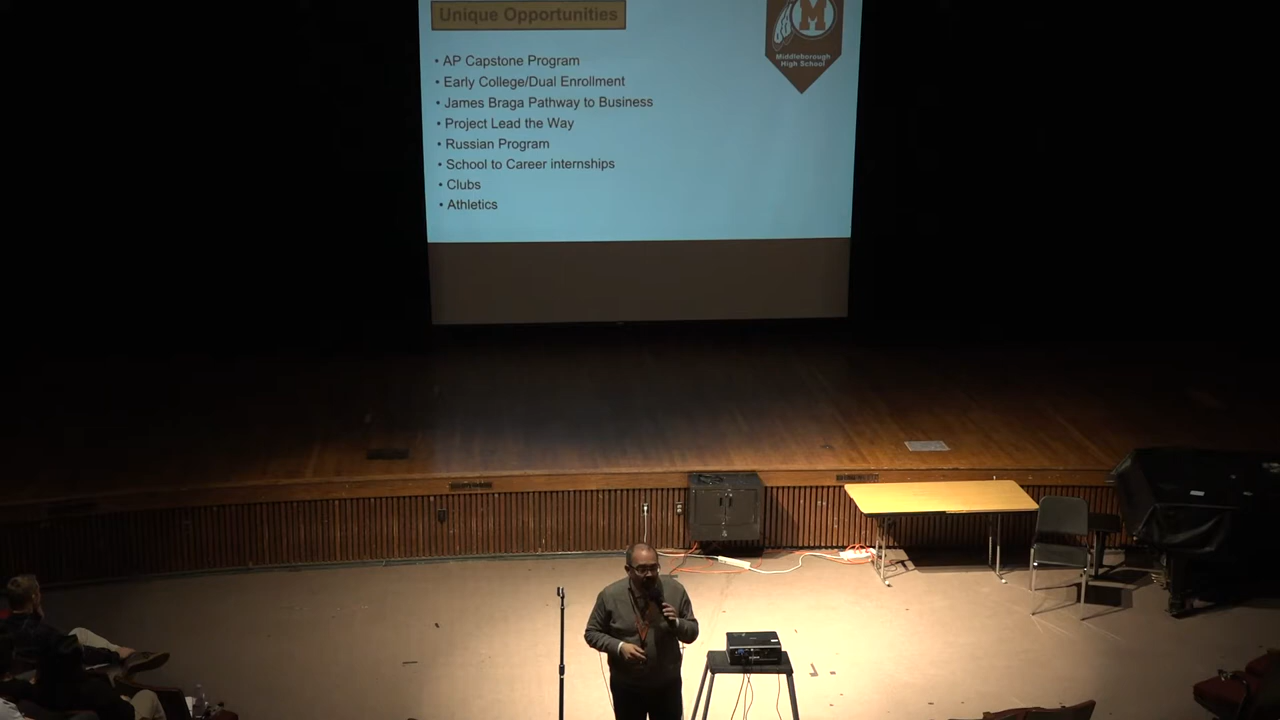 Unique Opportunities
M
Middleborough
High School
• AP Capstone Program
• Early College/Dual Enrollment
• James Braga Pathway to Business
• Project Lead the Way
• Russian Program
• School to Career internships
• Clubs
• Athletics